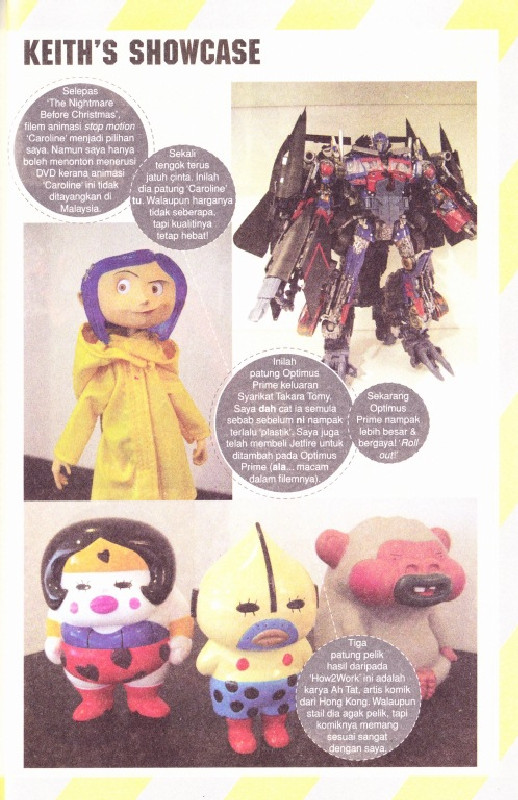 KEITH'S SHOWCASE
Selepas
'The Nightmare
Before Christmas',
filem animasi stop motion
'Caroline' menjadi pilihan
saya. Namun saya hanya
boleh menonton menerusi
DVD kerana animasi
'Caroline' ini tidak
ditayangkan di
Malaysia.
Sekali
tengok terus
jatuh cinta. Inilah
dia patung 'Caroline'
tu. Walaupun harganya
tidak seberapa,
tapi kualitinya
tetap hebat!
Inilah
patung Optimus
Prime keluaran
Syarikat Takara Tomy.
Saya dah cat ia semula
sebab sebelum ni nampak
terlalu 'plastik'. Saya juga
telah membeli Jetfire untuk
ditambah pada Optimus
Prime (ala... macam
dalam filemnya).
Sekarang
Optimus
Prime nampak
lebih besar &
bergaya! 'Roll
out!'
Tiga
patung pelik
hasil daripada
'How2Work' ini adalah
karya Ah Tat, artis komik
dari Hong Kong. Walaupun
stail dia agak pelik, tapi
komiknya memang
sesuai sangat
dengan saya.